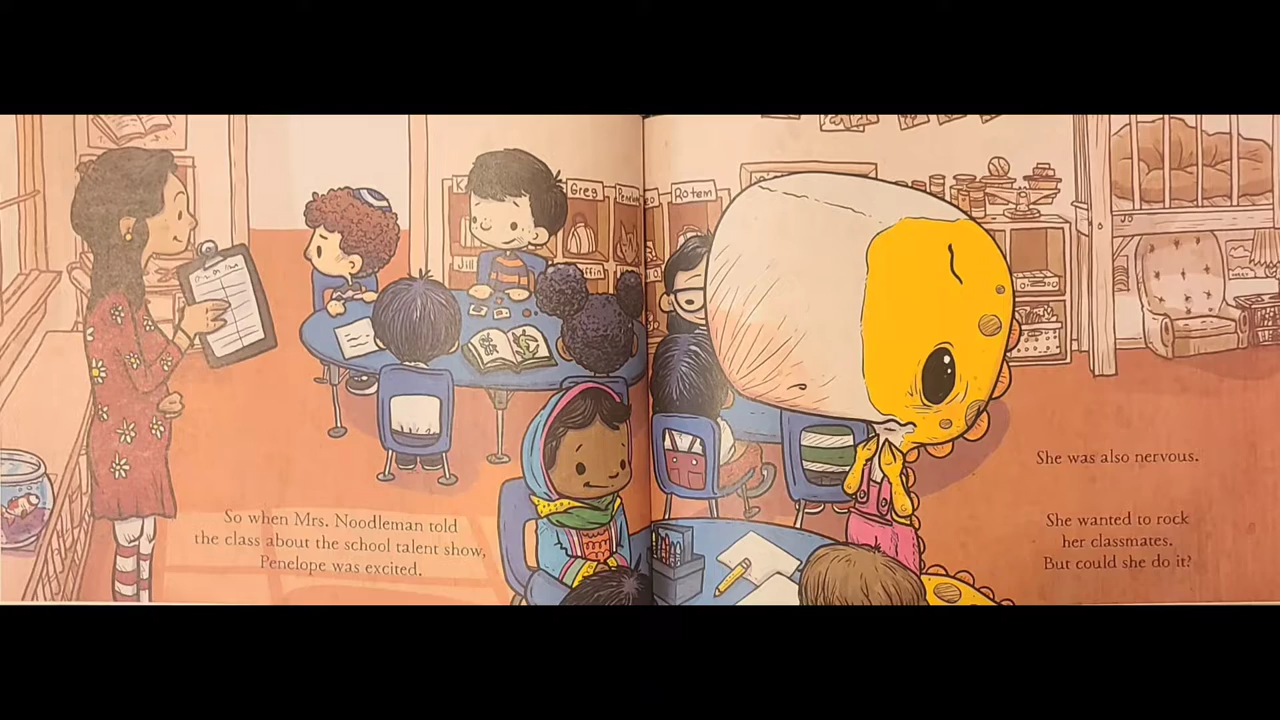 Greg
Penelope
Rotem
Jill
So when Mrs. Noodleman told
the class about the school talent show,
Penelope was excited.
She was also nervous.
She wanted to rock
her classmates.
But could she do it?